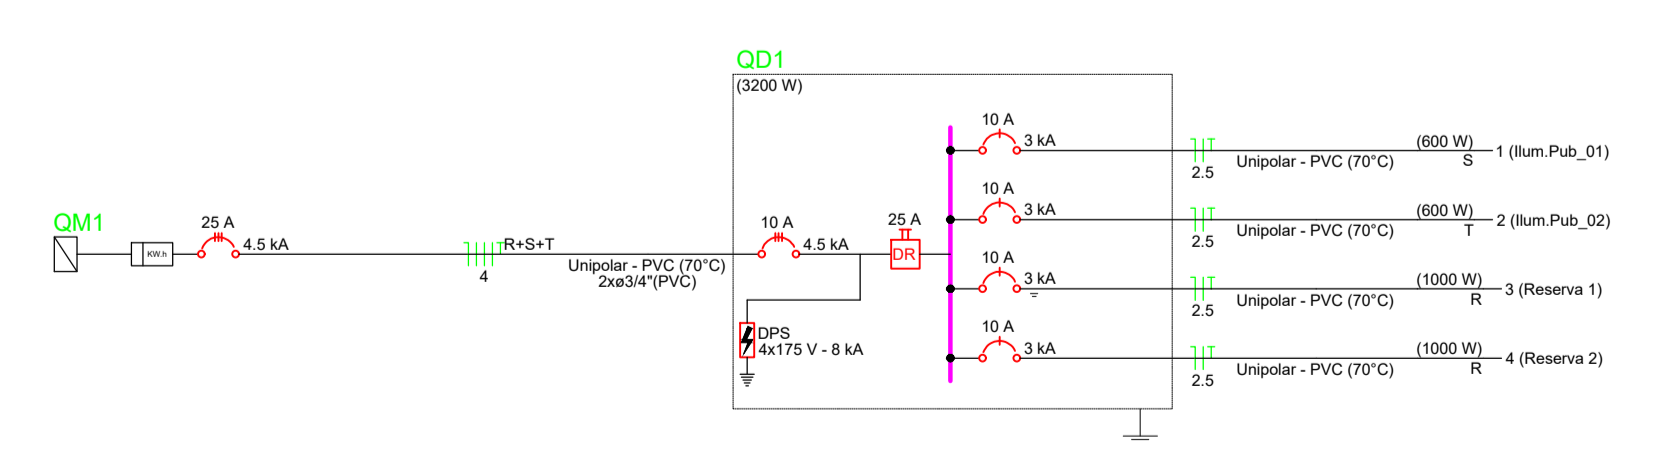 QD1
(3200 W)
QM1
25 A
KW.h
4.5 kA
R+S+T
4
Unipolar - PVC (70°C)
2xø3/4"(PVC)
10 A
4.5 kA
25 A
DR
DPS
4x175 V - 8 kA
10 A
3 kA
2.5
Unipolar - PVC (70°C)
(600 W)
S
1 (Ilum.Pub_01)
10 A
3 kA
2.5
Unipolar - PVC (70°C)
(600 W)
T
2 (Ilum.Pub_02)
10 A
3 kA
2.5
Unipolar - PVC (70°C)
(1000 W)
R
3 (Reserva 1)
10 A
3 kA
2.5
Unipolar - PVC (70°C)
(1000 W)
R
4 (Reserva 2)